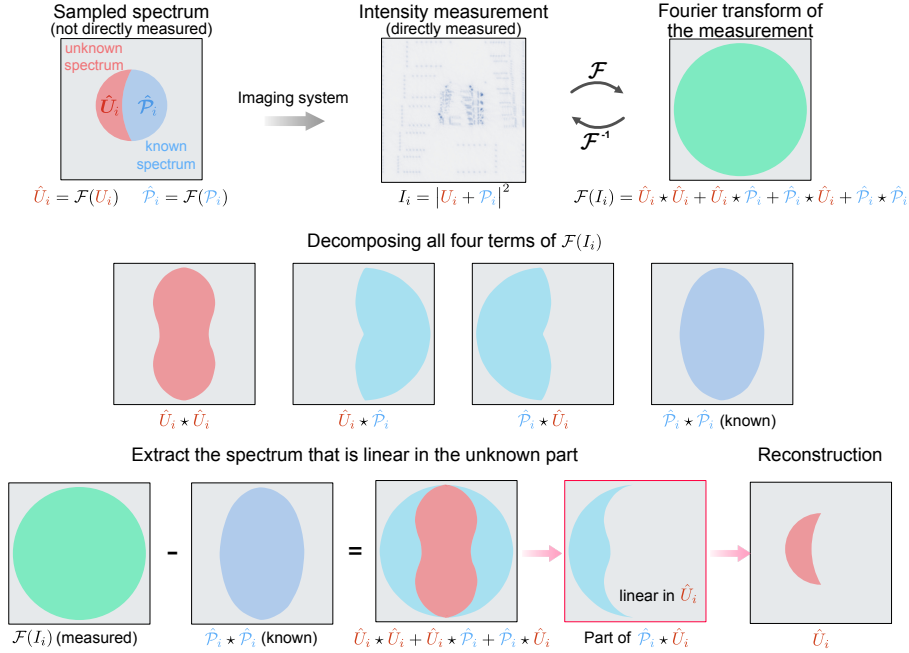 Sampled spectrum
(not directly measured)
unknown
spectrum
Û_i
P̂_i
known
spectrum
Û_i = F(U_i)   P̂_i = F(P_i)
Imaging system
Intensity measurement
(directly measured)
I_i = |U_i + P_i|^2
F
F^-1
Fourier transform of
the measurement
F(I_i) = Û_i ⋆ Û_i + Û_i ⋆ P̂_i + P̂_i ⋆ Û_i + P̂_i ⋆ P̂_i
Decomposing all four terms of F(I_i)
Û_i ⋆ Û_i
Û_i ⋆ P̂_i
P̂_i ⋆ Û_i
P̂_i ⋆ P̂_i (known)
Extract the spectrum that is linear in the unknown part
Reconstruction
-
=
linear in Û_i
F(I_i) (measured)
P̂_i ⋆ P̂_i (known)
Û_i ⋆ Û_i + Û_i ⋆ P̂_i + P̂_i ⋆ Û_i
Part of P̂_i ⋆ Û_i
Û_i